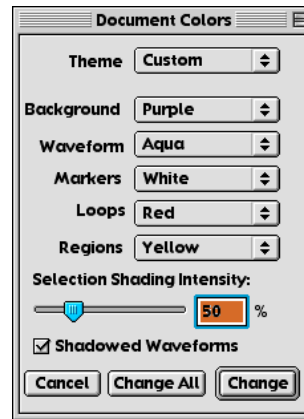 Document Colors
Theme Custom
Background Purple
Waveform Aqua
Markers White
Loops Red
Regions Yellow
Selection Shading Intensity:
50 %
Shadowed Waveforms
Cancel Change All Change